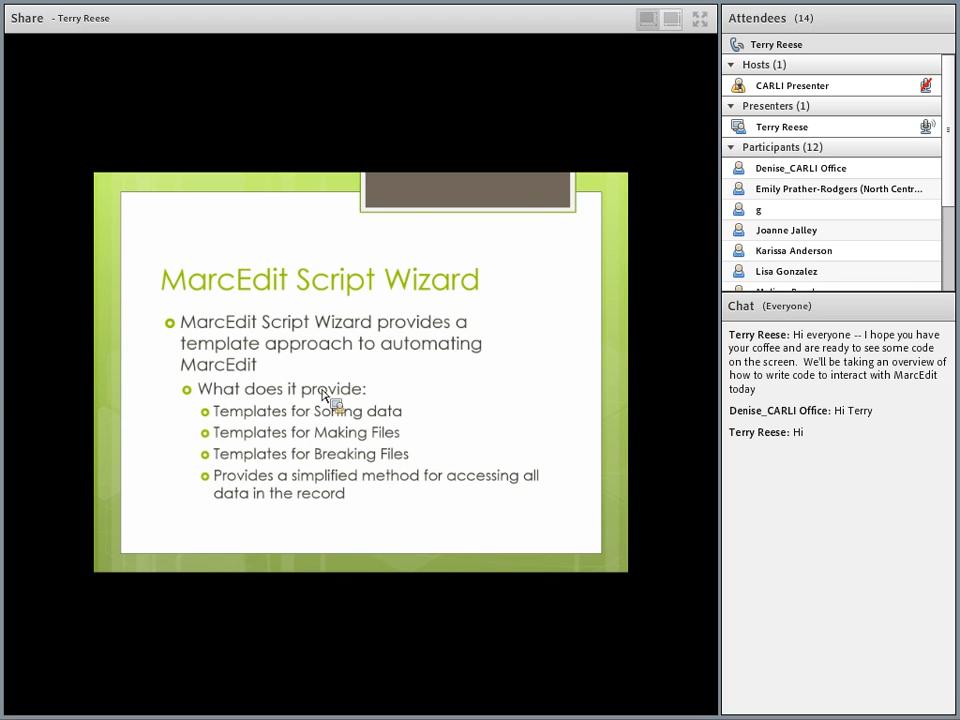 Share - Terry Reese
MarcEdit Script Wizard
MarcEdit Script Wizard provides a
template approach to automating
MarcEdit
What does it provide:
Templates for Sorting data
Templates for Making Files
Templates for Breaking Files
Provides a simplified method for accessing all
data in the record
Attendees (14)
Terry Reese
Hosts (1)
CARLI Presenter
Presenters (1)
Terry Reese
Participants (12)
Denise_CARLI Office
Emily Prather-Rodgers (North Centr...
g
Joanne Jalley
Karissa Anderson
Lisa Gonzalez
Chat (Everyone)
Terry Reese: Hi everyone -- I hope you have
your coffee and are ready to see some code
on the screen. We'll be taking an overview of
how to write code to interact with MarcEdit
today
Denise_CARLI Office: Hi Terry
Terry Reese: Hi